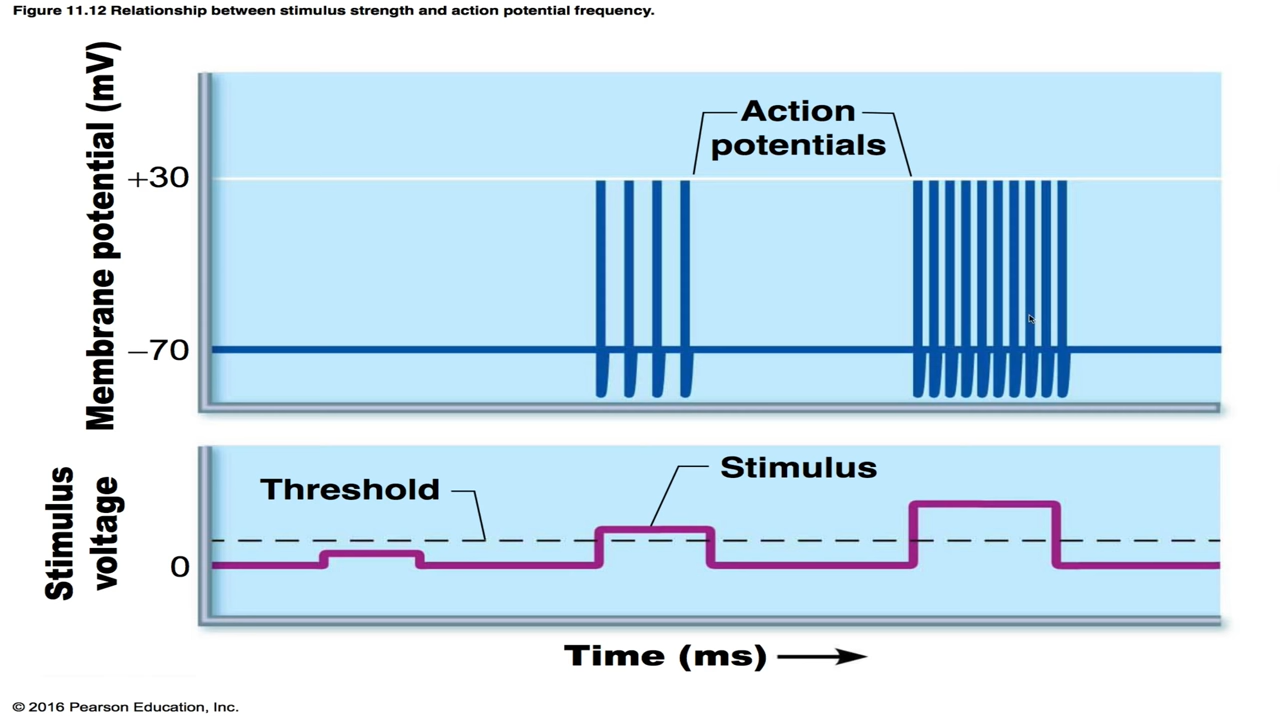 Figure 11.12 Relationship between stimulus strength and action potential frequency.
Membrane potential (mV)
Action
potentials
+30
–70
Stimulus
voltage
Threshold
Stimulus
0
Time (ms)
© 2016 Pearson Education, Inc.